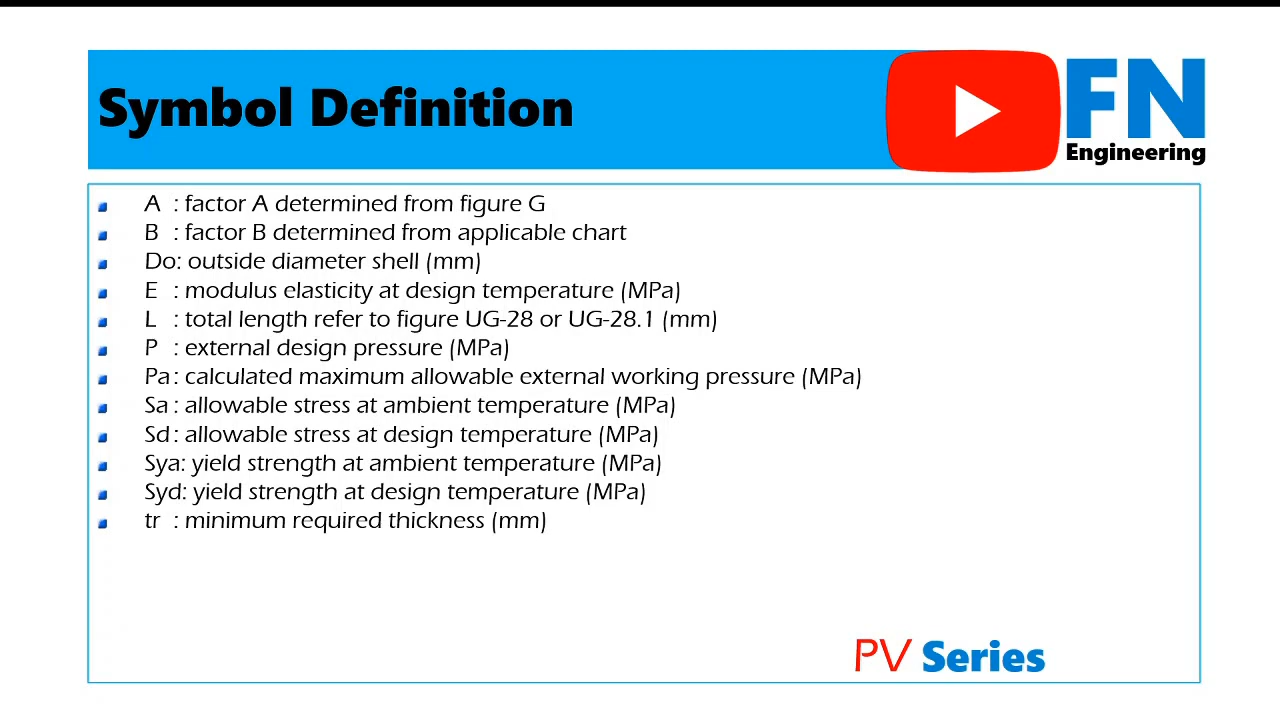 Symbol Definition
FN
Engineering
A : factor A determined from figure G
B : factor B determined from applicable chart
Do: outside diameter shell (mm)
E : modulus elasticity at design temperature (MPa)
L : total length refer to figure UG-28 or UG-28.1 (mm)
P : external design pressure (MPa)
Pa : calculated maximum allowable external working pressure (MPa)
Sa : allowable stress at ambient temperature (MPa)
Sd : allowable stress at design temperature (MPa)
Sya: yield strength at ambient temperature (MPa)
Syd: yield strength at design temperature (MPa)
tr : minimum required thickness (mm)
PV Series